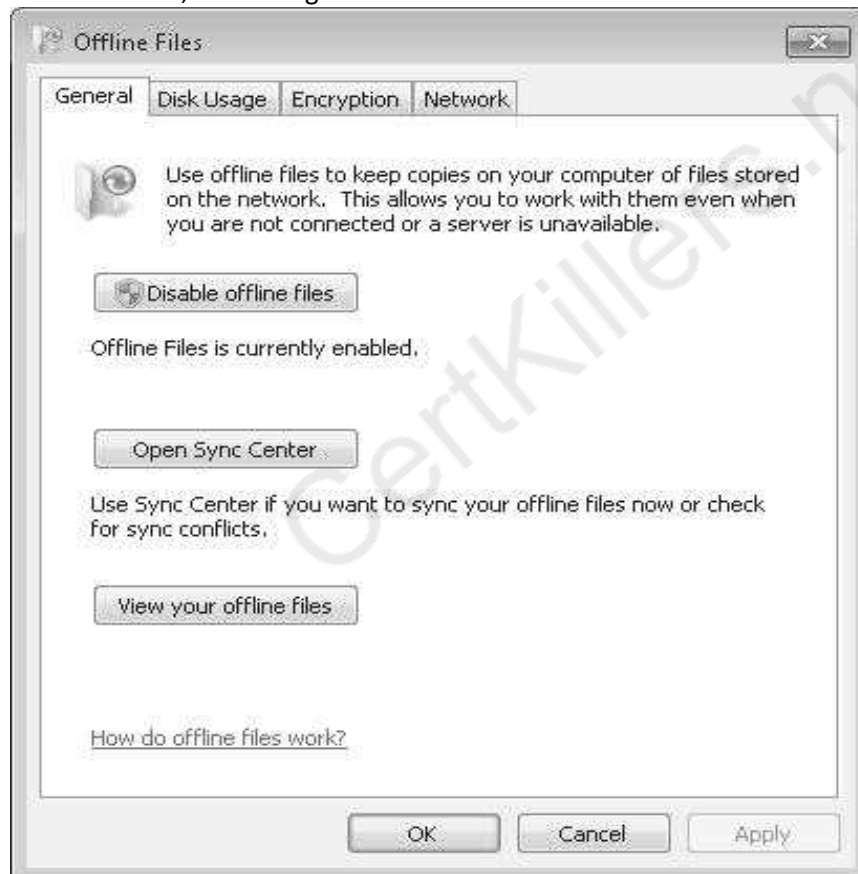 Offline Files
General Disk Usage Encryption Network
Use offline files to keep copies on your computer of files stored
on the network. This allows you to work with them even when
you are not connected or a server is unavailable.
Disable offline files
Offline Files is currently enabled.
Open Sync Center
Use Sync Center if you want to sync your offline files now or check
for sync conflicts.
View your offline files
How do offline files work?
OK Cancel Apply
CertKillers.n